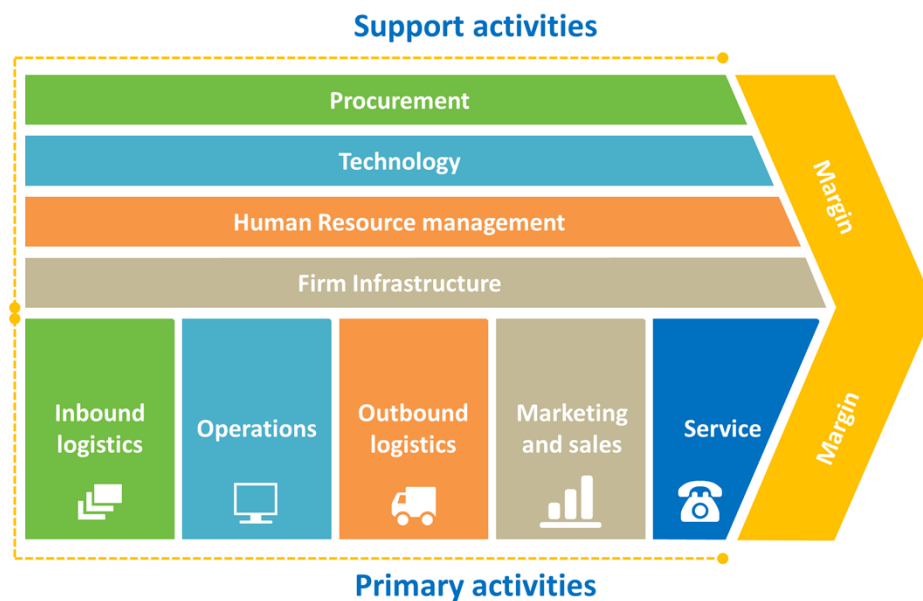 Support activities
Procurement
Technology
Human Resource management
Firm Infrastructure
Margin
Inbound
logistics
Operations
Outbound
logistics
Marketing
and sales
Service
Margin
Primary activities